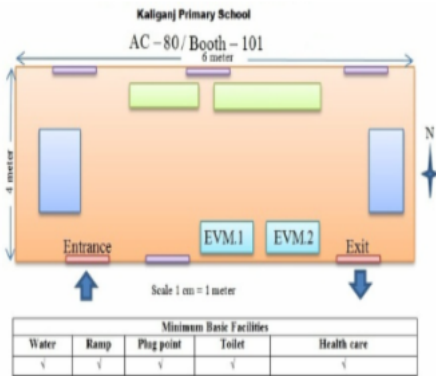 Kaliganj Primary School
AC – 80 / Booth – 101
6 meter
4 meter
N
EVM.1
EVM.2
Entrance
Exit
Scale 1 cm = 1 meter
Minimum Basic Facilities
Water Ramp Plug point Toilet Health care
√ √ √ √ √